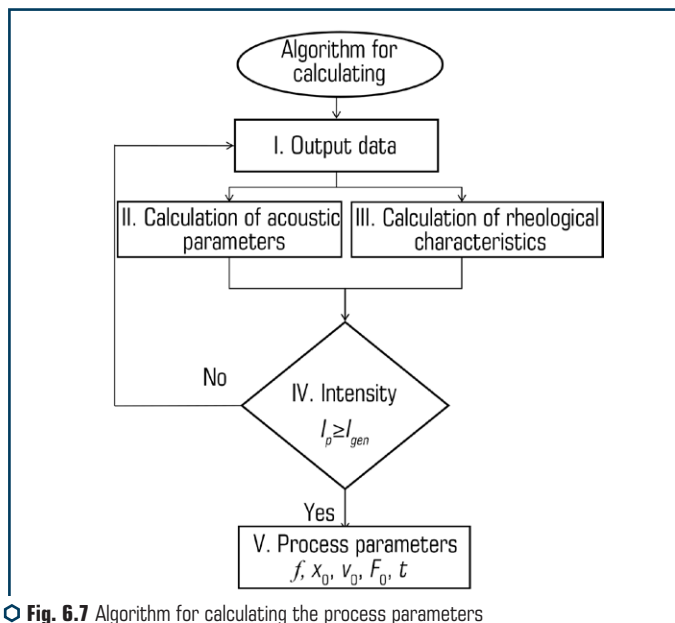 Algorithm for
calculating
I. Output data
II. Calculation of acoustic
parameters
III. Calculation of rheological
characteristics
No
IV. Intensity
Iₚ≥I_gen
Yes
V. Process parameters
f, x₀, v₀, F₀, t
Fig. 6.7 Algorithm for calculating the process parameters